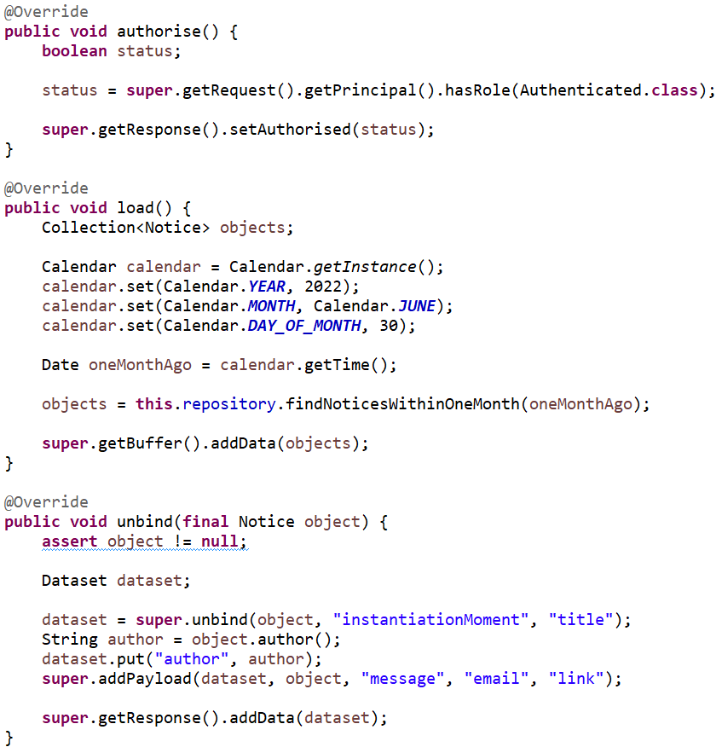 @Override
public void authorise() {
    boolean status;

    status = super.getRequest().getPrincipal().hasRole(Authenticated.class);

    super.getResponse().setAuthorised(status);
}

@Override
public void load() {
    Collection<Notice> objects;

    Calendar calendar = Calendar.getInstance();
    calendar.set(Calendar.YEAR, 2022);
    calendar.set(Calendar.MONTH, Calendar.JUNE);
    calendar.set(Calendar.DAY_OF_MONTH, 30);

    Date oneMonthAgo = calendar.getTime();

    objects = this.repository.findNoticesWithinOneMonth(oneMonthAgo);

    super.getBuffer().addData(objects);
}

@Override
public void unbind(final Notice object) {
    assert object != null;

    Dataset dataset;

    dataset = super.unbind(object, "instantiationMoment", "title");
    String author = object.author();
    dataset.put("author", author);
    super.addPayload(dataset, object, "message", "email", "link");

    super.getResponse().addData(dataset);
}